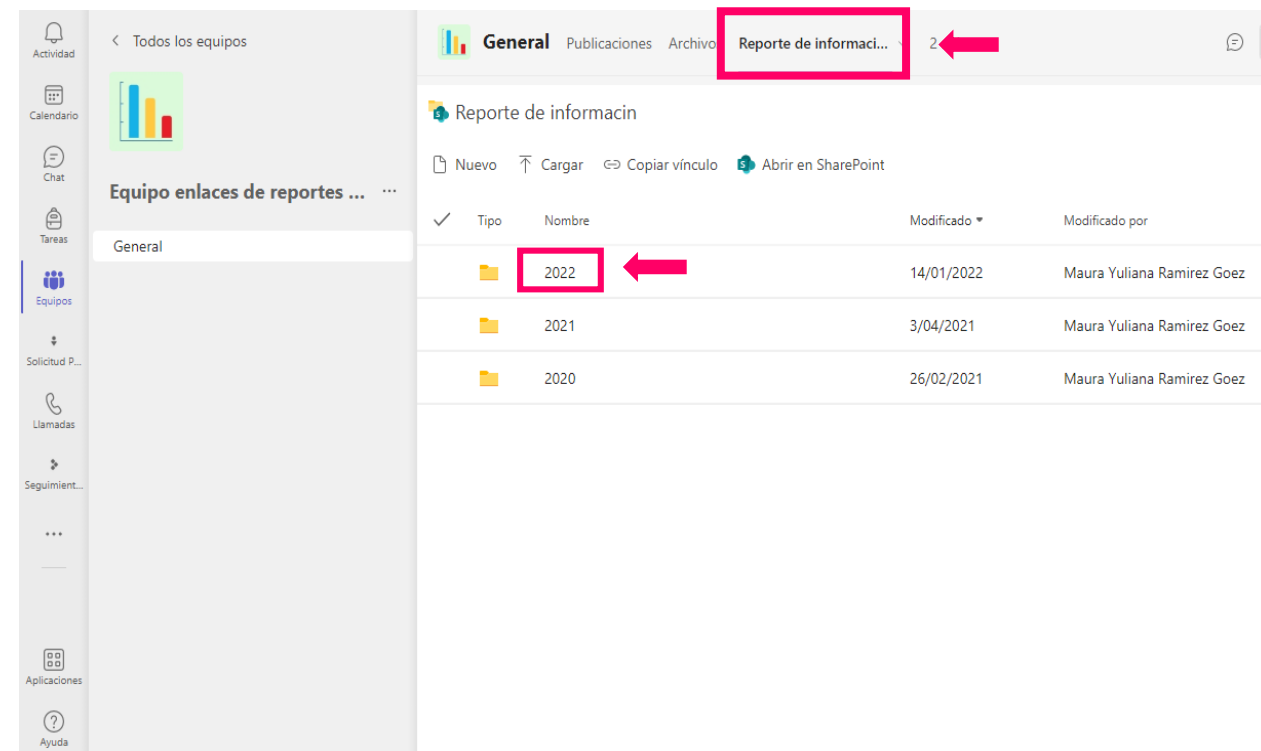 Actividad
Calendario
Chat
Tareas
Equipos
Solicitud P...
Llamadas
Seguimient...
...
Aplicaciones
Ayuda
Todos los equipos
Equipo enlaces de reportes ... ...
General
General Publicaciones Archivo Reporte de informaci... 2
Reporte de informacin
Nuevo Cargar Copiar vínculo Abrir en SharePoint
Tipo Nombre Modificado Modificado por
2022 14/01/2022 Maura Yuliana Ramirez Goez
2021 3/04/2021 Maura Yuliana Ramirez Goez
2020 26/02/2021 Maura Yuliana Ramirez Goez